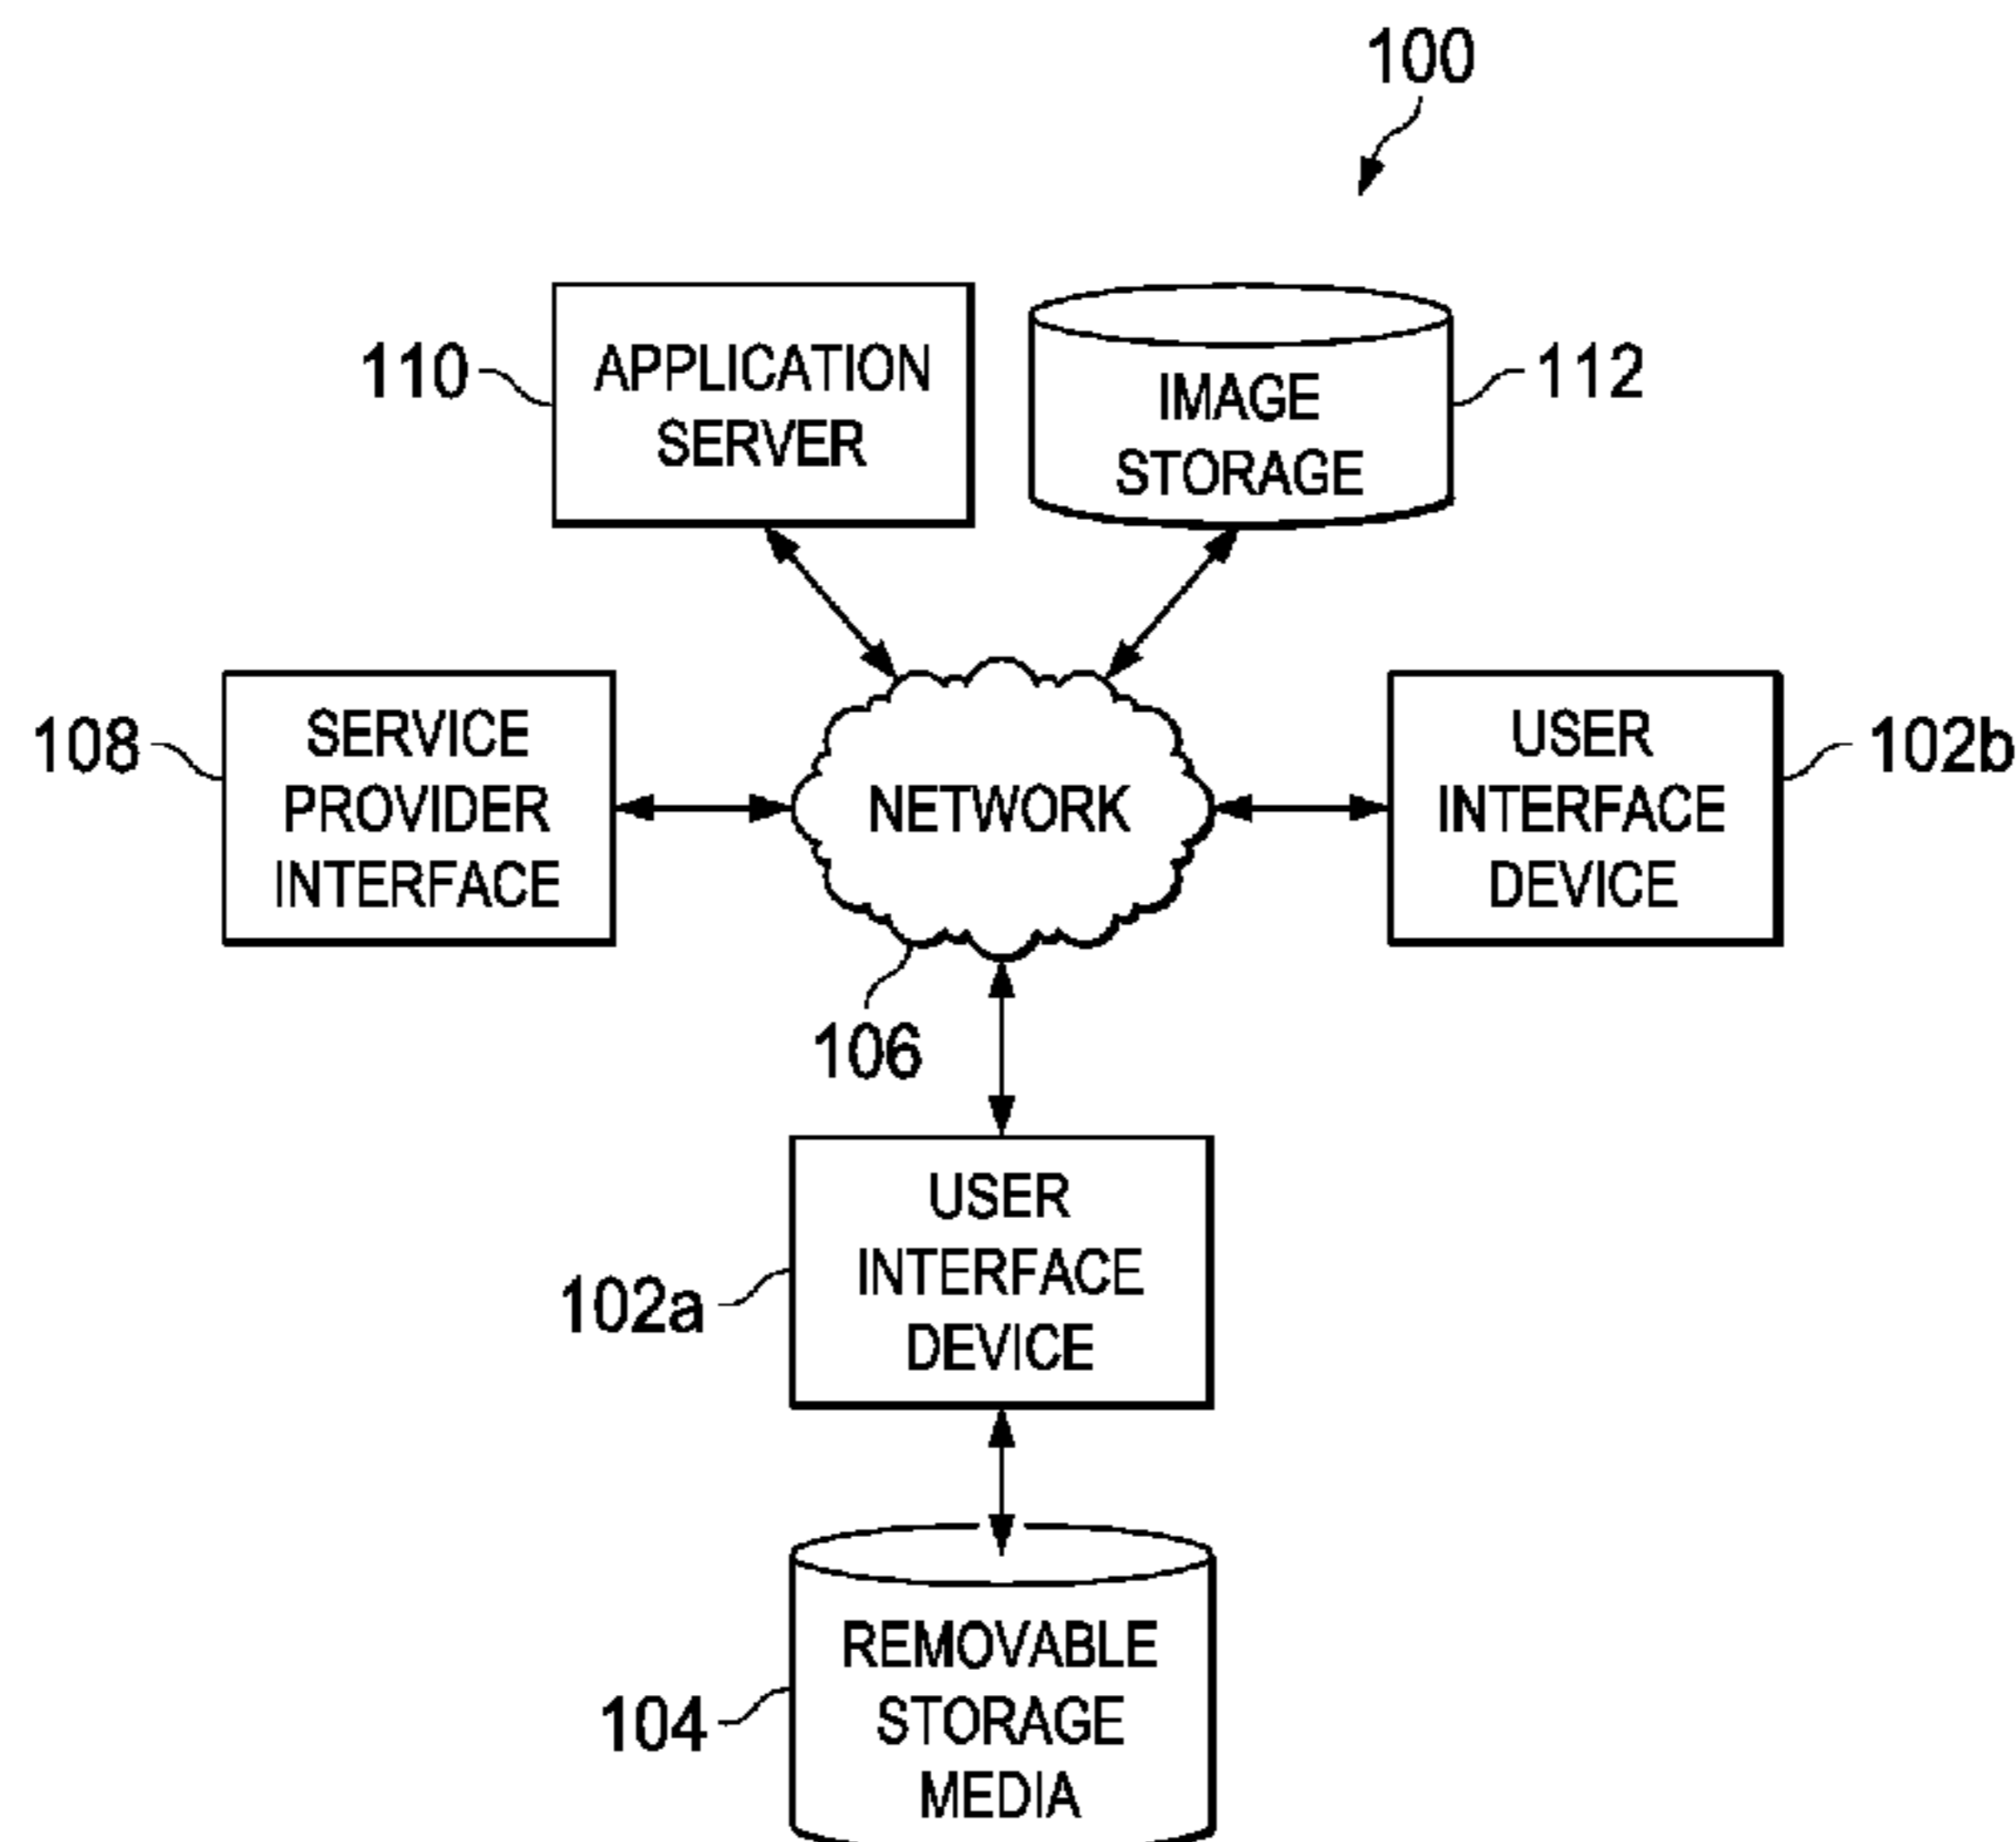 100
110
APPLICATION
SERVER
IMAGE
STORAGE
112
108
SERVICE
PROVIDER
INTERFACE
NETWORK
USER
INTERFACE
DEVICE
102b
106
102a
USER
INTERFACE
DEVICE
104
REMOVABLE
STORAGE
MEDIA